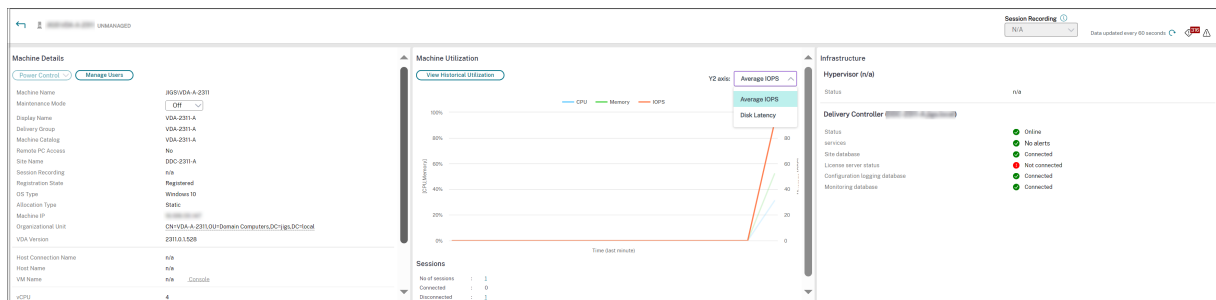 UNMANAGED
Session Recording
N/A
Data updated every 60 seconds
Machine Details
Power Control
Manage Users
Machine Name JIGS\VDA-A-2311
Maintenance Mode Off
Display Name VDA-2311-A
Delivery Group VDA-2311-A
Machine Catalog VDA-2311-A
Remote PC Access No
Site Name DDC-2311-A
Session Recording n/a
Registration State Registered
OS Type Windows 10
Allocation Type Static
Machine IP
Organizational Unit CN=VDA-A-2311,OU=Domain Computers,DC=jigs,DC=local
VDA Version 2311.0.1.528
Host Connection Name n/a
Host Name n/a
VM Name n/a Console
vCPU 4
Machine Utilization
View Historical Utilization
Y2 axis: Average IOPS
Average IOPS
Disk Latency
CPU Memory IOPS
100%
80% 80
60% 60
40% 40
20% 20
0% 0
(CPU,Memory)
Time (last minute)
Sessions
No of sessions : 1
Connected : 0
Disconnected : 1
Infrastructure
Hypervisor (n/a)
Status n/a
Delivery Controller (
Status Online
services No alerts
Site database Connected
License server status Not connected
Configuration logging database Connected
Monitoring database Connected